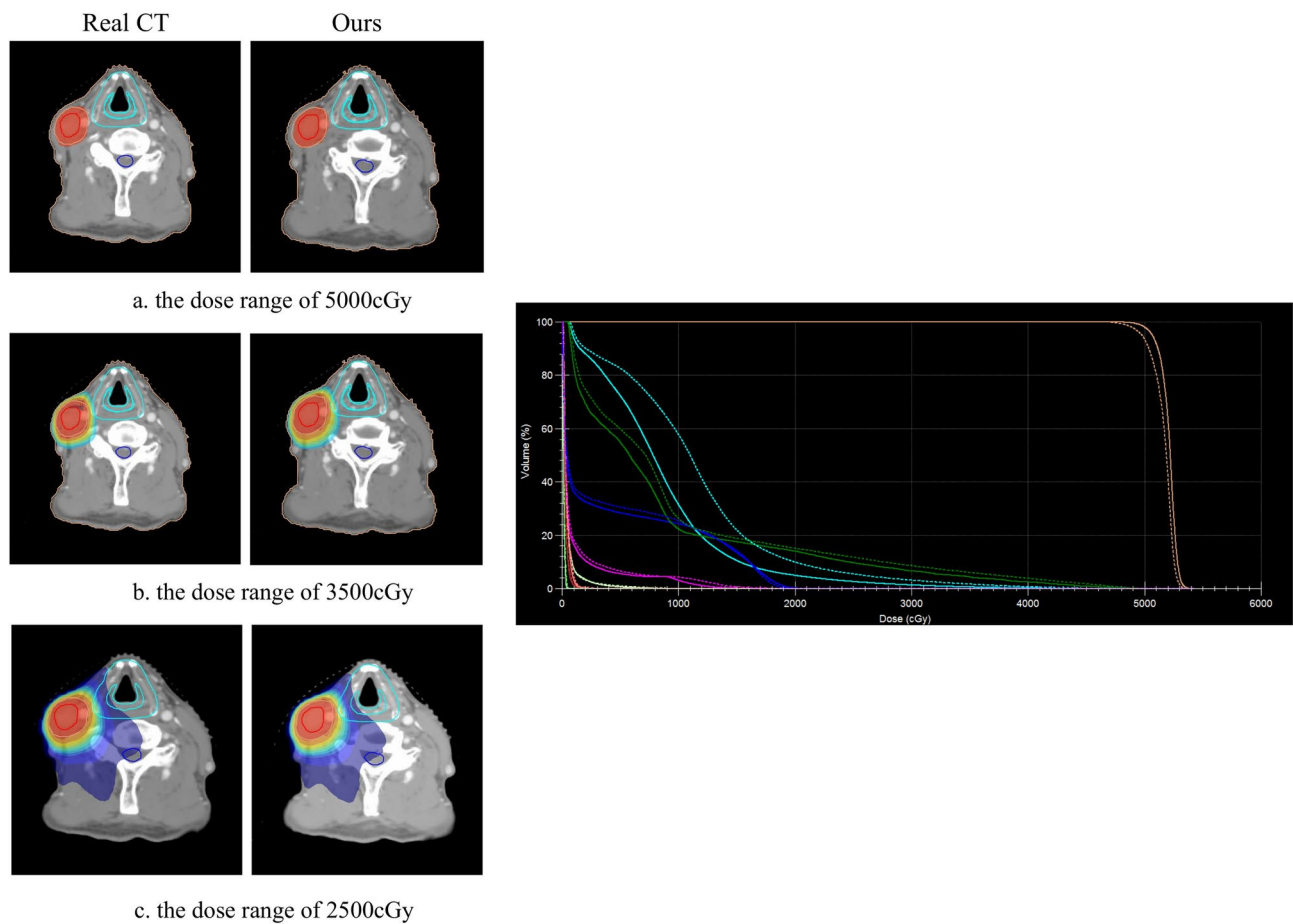 Real CT
Ours
a. the dose range of 5000cGy
b. the dose range of 3500cGy
c. the dose range of 2500cGy
100
80
60
40
20
0
Volume (%)
0 1000 2000 3000 4000 5000 6000
Dose (cGy)